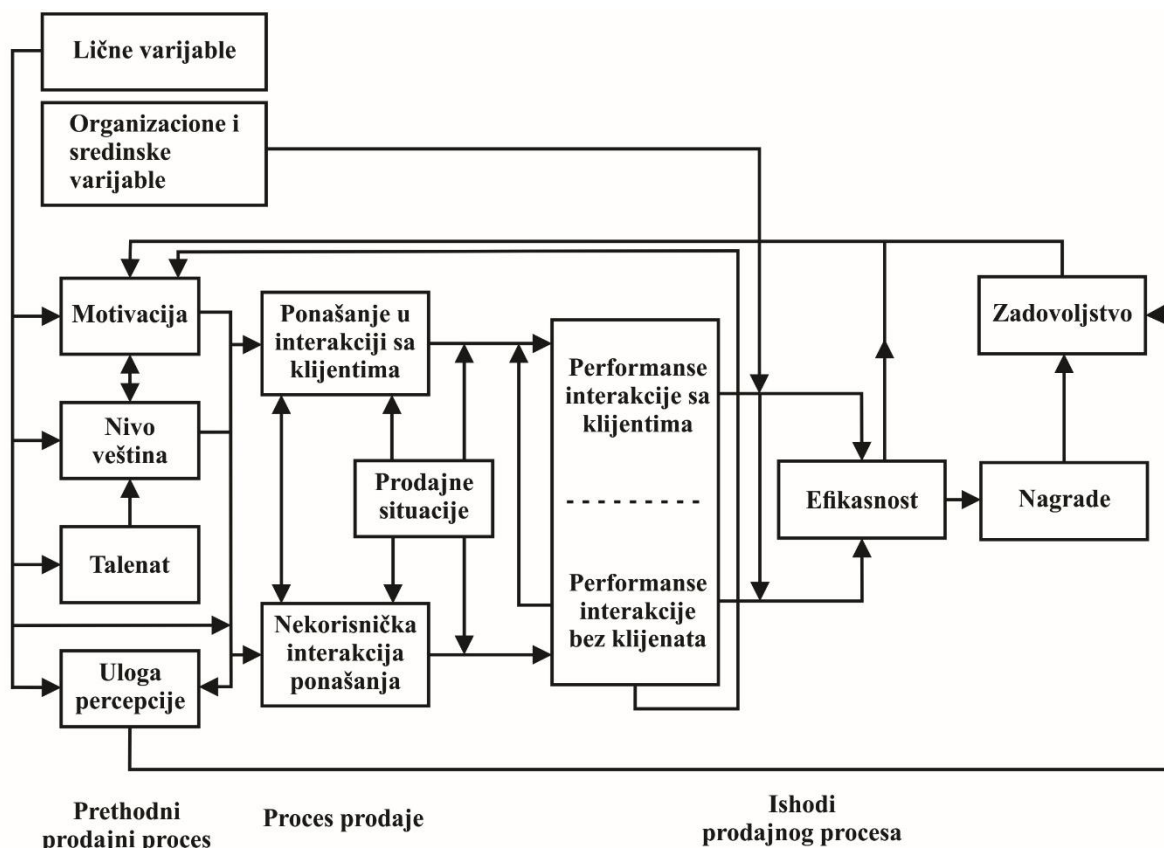 Lične varijable
Organizacione i
sredinske
varijable
Motivacija
Nivo
veština
Talenat
Uloga
percepcije
Ponašanje u
interakciji sa
klijentima
Prodajne
situacije
Nekorisnička
interakcija
ponašanja
Performanse
interakcije sa
klijentima
Performanse
interakcije
bez klijenata
Efikasnost
Zadovoljstvo
Nagrade
Prethodni
prodajni proces
Proces prodaje
Ishodi
prodajnog procesa